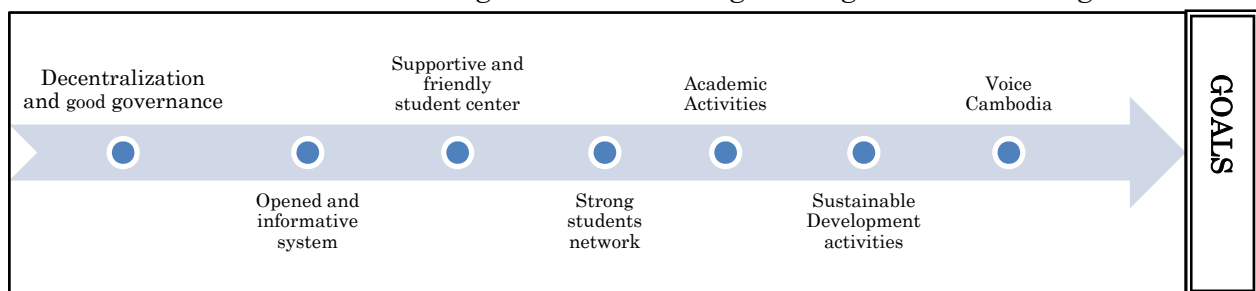 Decentralization
and good governance
Opened and
informative
system
Supportive and
friendly
student center
Strong
students
network
Academic
Activities
Sustainable
Development
activities
Voice
Cambodia
GOALS